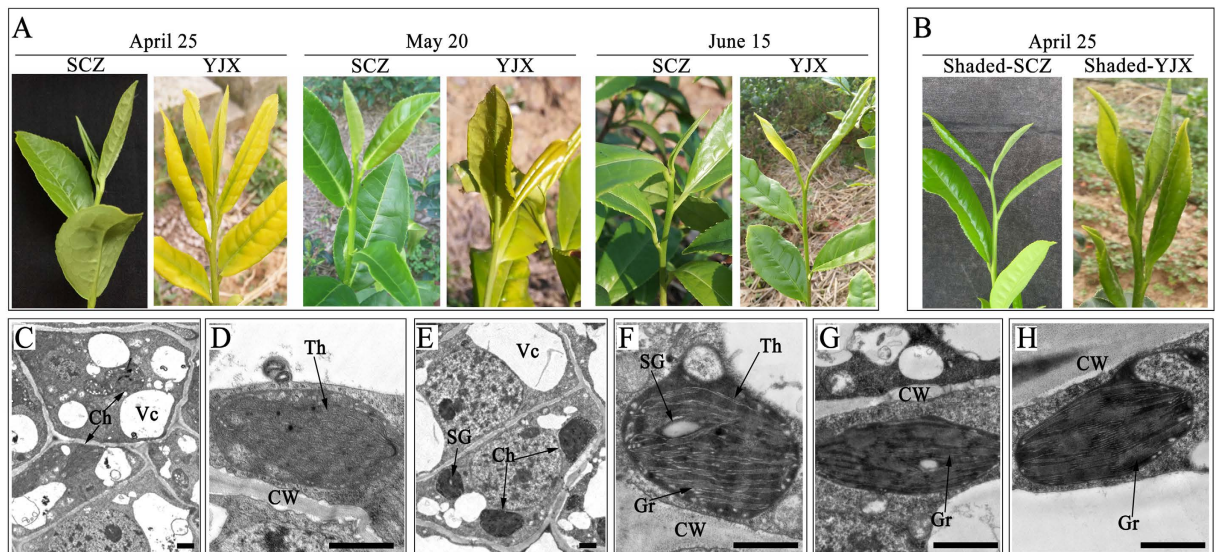 A
April 25
May 20
June 15
SCZ
YJX
SCZ
YJX
SCZ
YJX
B
April 25
Shaded-SCZ
Shaded-YJX
C
Ch
Vc
D
Th
CW
E
Vc
SG
Ch
F
SG
Th
Gr
CW
G
CW
Gr
H
CW
Gr